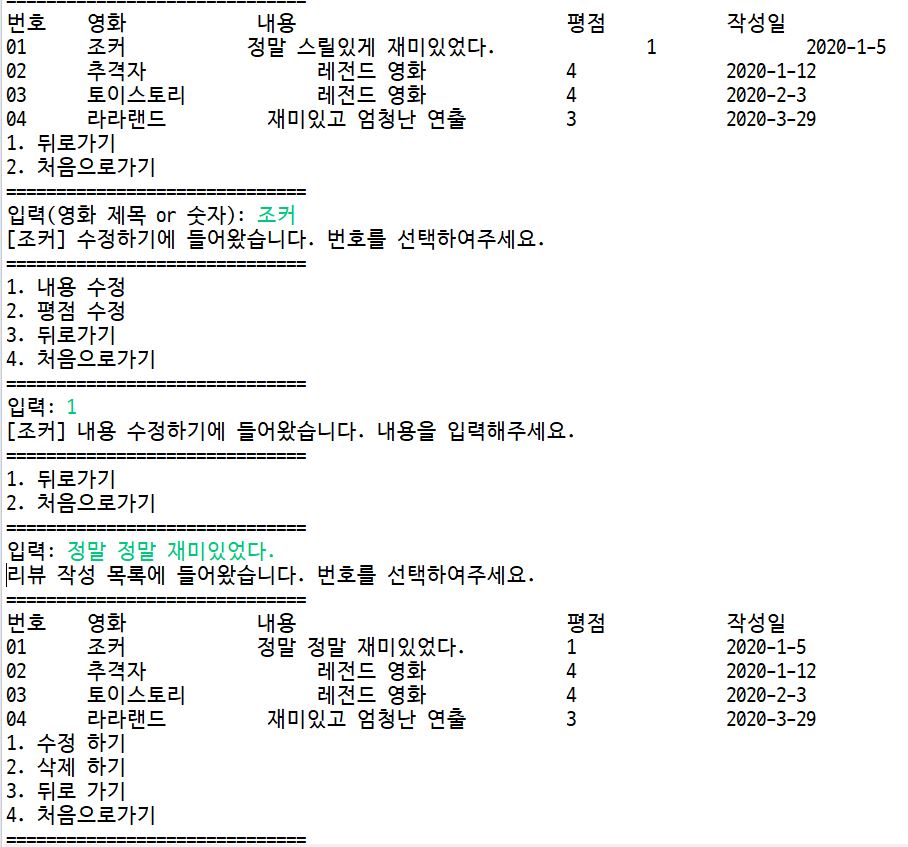 ==============================
번호 영화 내용 평점 작성일
01 조커 정말 스릴있게 재미있었다. 1 2020-1-5
02 추격자 레전드 영화 4 2020-1-12
03 토이스토리 레전드 영화 4 2020-2-3
04 라라랜드 재미있고 엄청난 연출 3 2020-3-29
1. 뒤로가기
2. 처음으로가기
==============================
입력(영화 제목 or 숫자): 조커
[조커] 수정하기에 들어왔습니다. 번호를 선택하여주세요.
==============================
1. 내용 수정
2. 평점 수정
3. 뒤로가기
4. 처음으로가기
==============================
입력: 1
[조커] 내용 수정하기에 들어왔습니다. 내용을 입력해주세요.
==============================
1. 뒤로가기
2. 처음으로가기
==============================
입력: 정말 정말 재미있었다.
리뷰 작성 목록에 들어왔습니다. 번호를 선택하여주세요.
==============================
번호 영화 내용 평점 작성일
01 조커 정말 정말 재미있었다. 1 2020-1-5
02 추격자 레전드 영화 4 2020-1-12
03 토이스토리 레전드 영화 4 2020-2-3
04 라라랜드 재미있고 엄청난 연출 3 2020-3-29
1. 수정 하기
2. 삭제 하기
3. 뒤로 가기
4. 처음으로가기
==============================